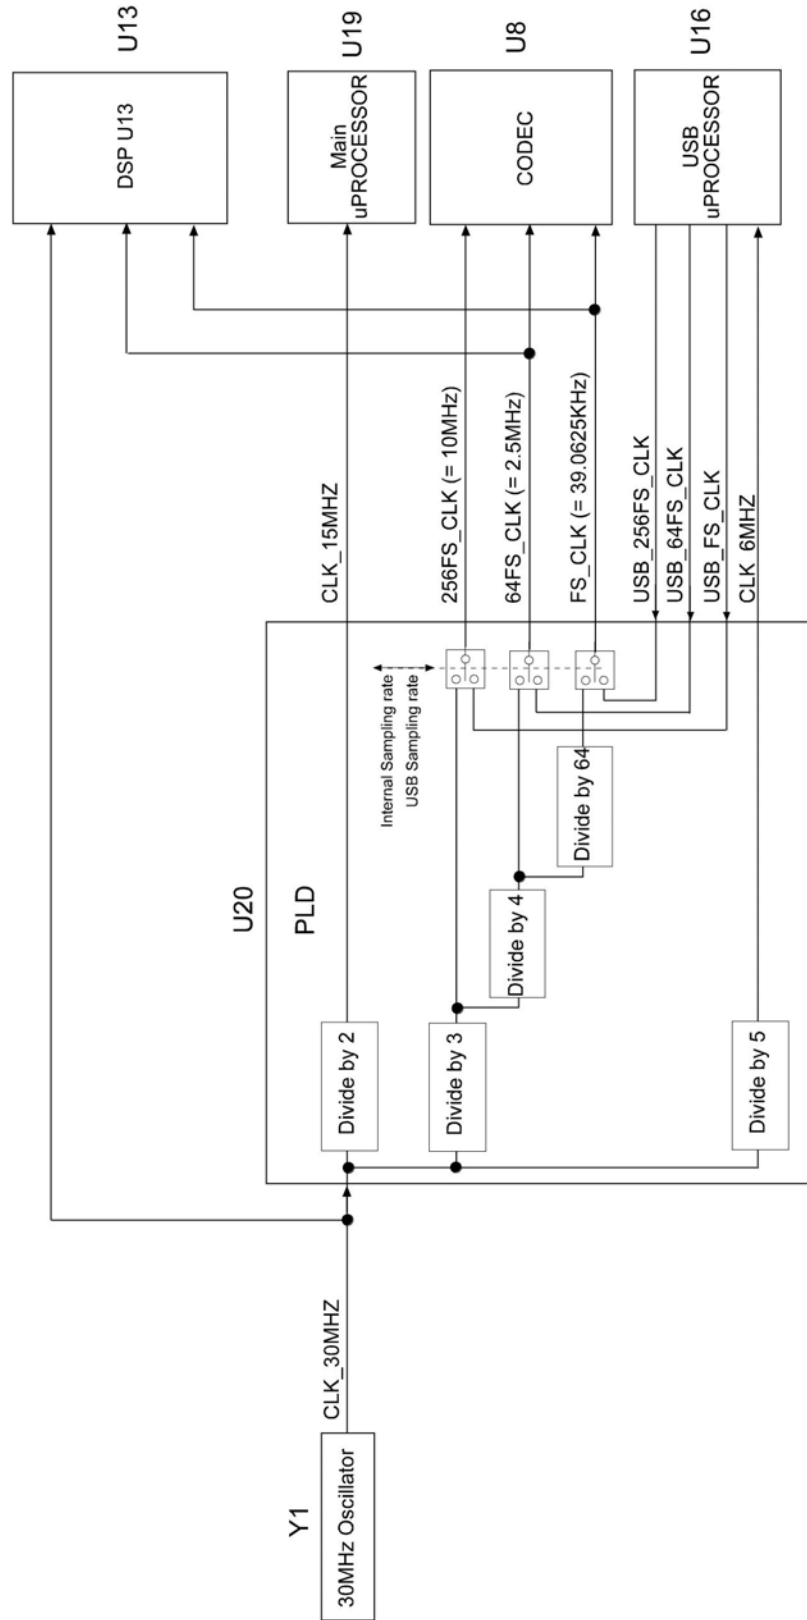 Y1
30MHz Oscillator
CLK_30MHZ
U20
PLD
Divide by 2
Divide by 3
Divide by 4
Divide by 64
Divide by 5
Internal Sampling rate
USB Sampling rate
CLK_15MHZ
256FS_CLK (= 10MHz)
64FS_CLK (= 2.5MHz)
FS_CLK (= 39.0625KHz)
USB_256FS_CLK
USB_64FS_CLK
USB_FS_CLK
CLK_6MHZ
DSP U13
U13
Main
uPROCESSOR
U19
CODEC
U8
USB
uPROCESSOR
U16